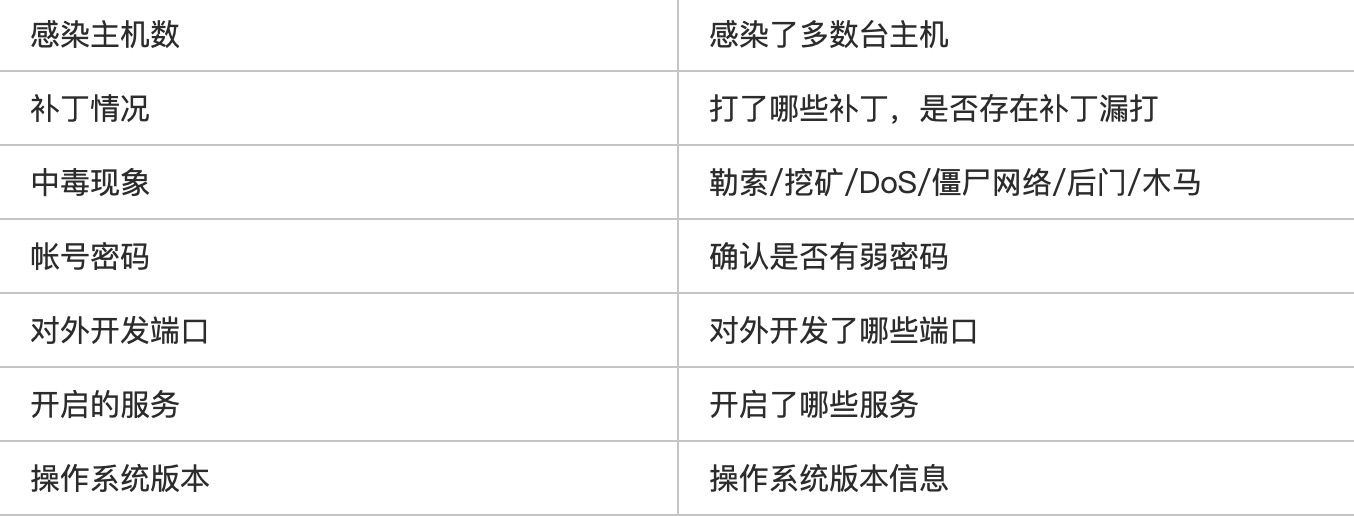 感染主机数 感染了多数台主机
补丁情况 打了哪些补丁，是否存在补丁漏打
中毒现象 勒索/挖矿/DoS/僵尸网络/后门/木马
帐号密码 确认是否有弱密码
对外开发端口 对外开发了哪些端口
开启的服务 开启了哪些服务
操作系统版本 操作系统版本信息